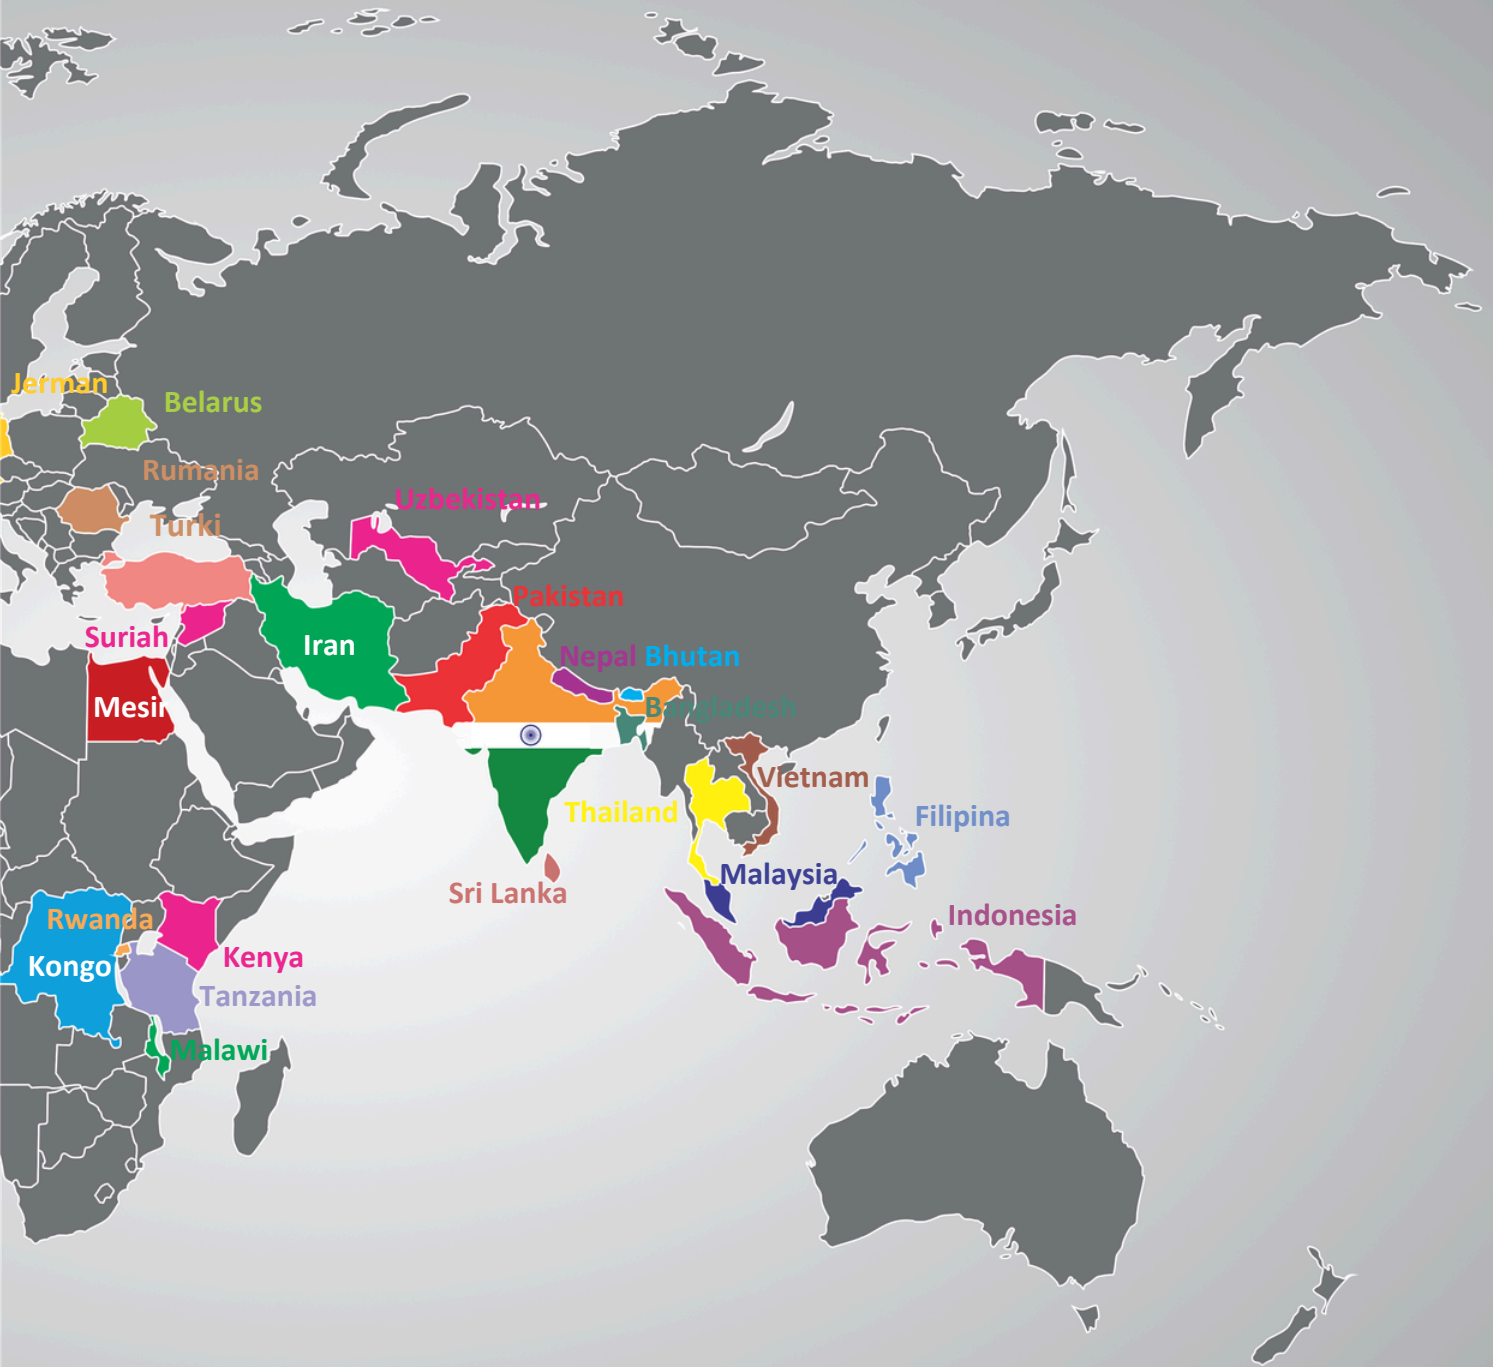 Jerman
Belarus
Rumania
Uzbekistan
Turki
Pakistan
Suriah
Iran
Nepal
Bhutan
Mesir
Bangladesh
Vietnam
Thailand
Filipina
Malaysia
Sri Lanka
Indonesia
Rwanda
Kenya
Kongo
Tanzania
Malawi